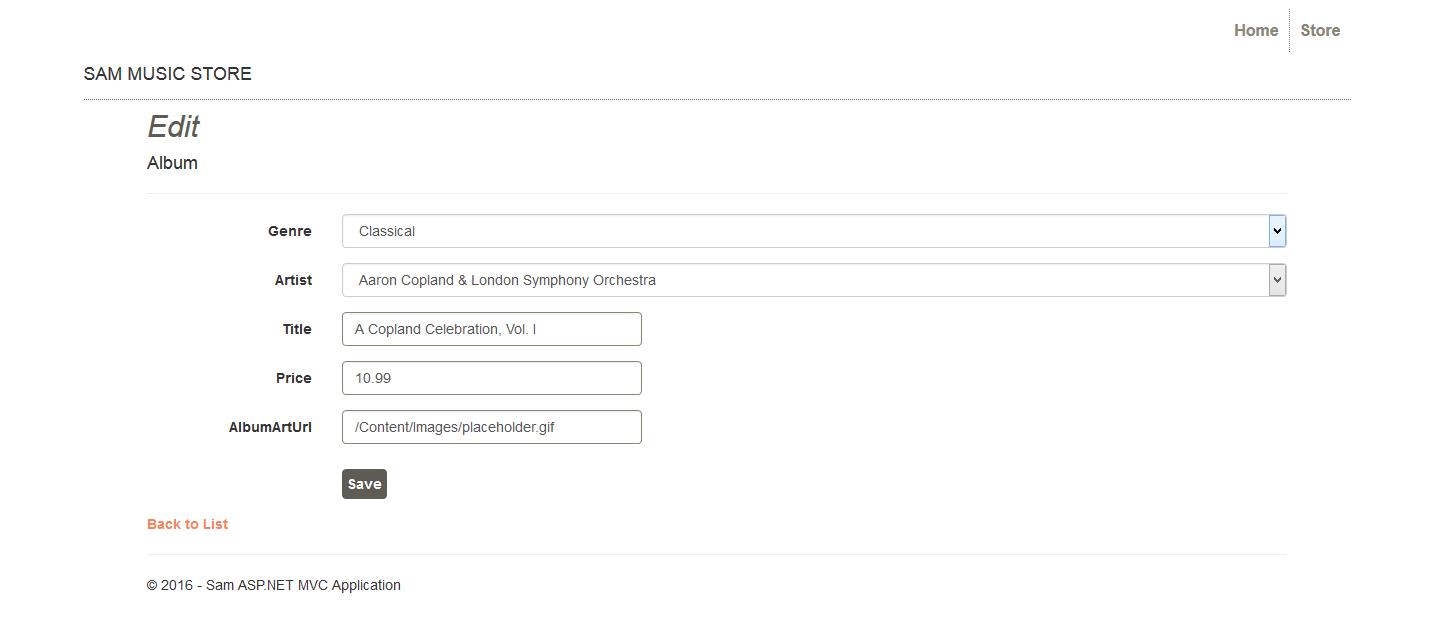 Home Store
SAM MUSIC STORE
Edit
Album
Genre Classical
Artist Aaron Copland & London Symphony Orchestra
Title A Copland Celebration, Vol. I
Price 10.99
AlbumArtUrl /Content/Images/placeholder.gif
Save
Back to List
© 2016 - Sam ASP.NET MVC Application